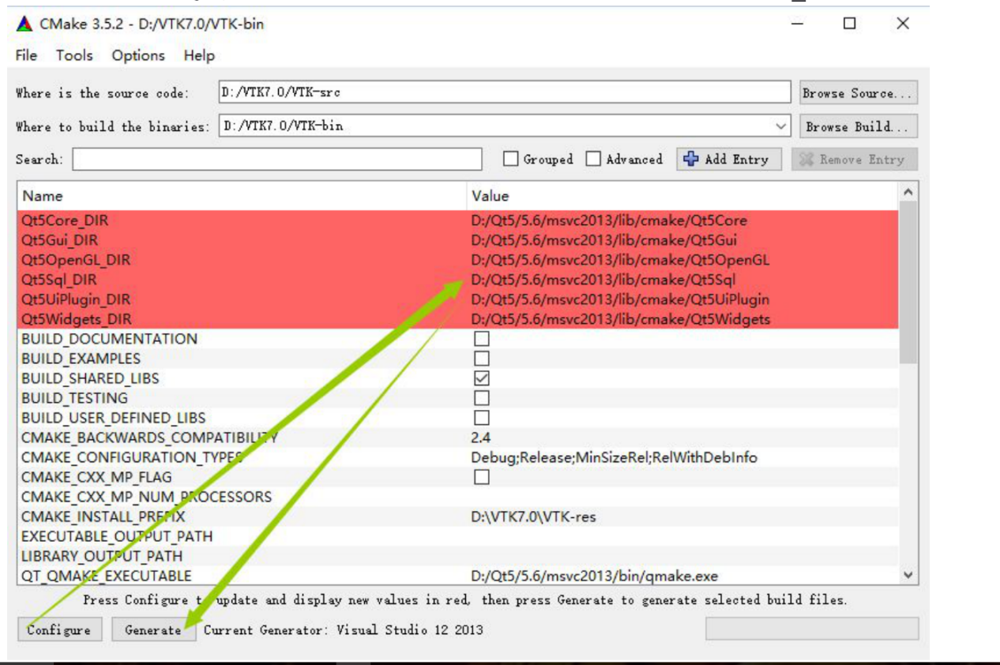 CMake 3.5.2 - D:/VTK7.0/VTK-bin
File Tools Options Help
Where is the source code: D:/VTK7.0/VTK-src Browse Source...
Where to build the binaries: D:/VTK7.0/VTK-bin Browse Build...
Search: Grouped Advanced Add Entry Remove Entry
Name Value
Qt5Core_DIR D:/Qt5/5.6/msvc2013/lib/cmake/Qt5Core
Qt5Gui_DIR D:/Qt5/5.6/msvc2013/lib/cmake/Qt5Gui
Qt5OpenGL_DIR D:/Qt5/5.6/msvc2013/lib/cmake/Qt5OpenGL
Qt5Sql_DIR D:/Qt5/5.6/msvc2013/lib/cmake/Qt5Sql
Qt5UiPlugin_DIR D:/Qt5/5.6/msvc2013/lib/cmake/Qt5UiPlugin
Qt5Widgets_DIR D:/Qt5/5.6/msvc2013/lib/cmake/Qt5Widgets
BUILD_DOCUMENTATION
BUILD_EXAMPLES
BUILD_SHARED_LIBS
BUILD_TESTING
BUILD_USER_DEFINED_LIBS
CMAKE_BACKWARDS_COMPATIBILITY 2.4
CMAKE_CONFIGURATION_TYPES Debug;Release;MinSizeRel;RelWithDebInfo
CMAKE_CXX_MP_FLAG
CMAKE_CXX_MP_NUM_PROCESSORS
CMAKE_INSTALL_PREFIX D:\VTK7.0\VTK-res
EXECUTABLE_OUTPUT_PATH
LIBRARY_OUTPUT_PATH
QT_QMAKE_EXECUTABLE D:/Qt5/5.6/msvc2013/bin/qmake.exe
Press Configure to update and display new values in red, then press Generate to generate selected build files.
Configure Generate Current Generator: Visual Studio 12 2013